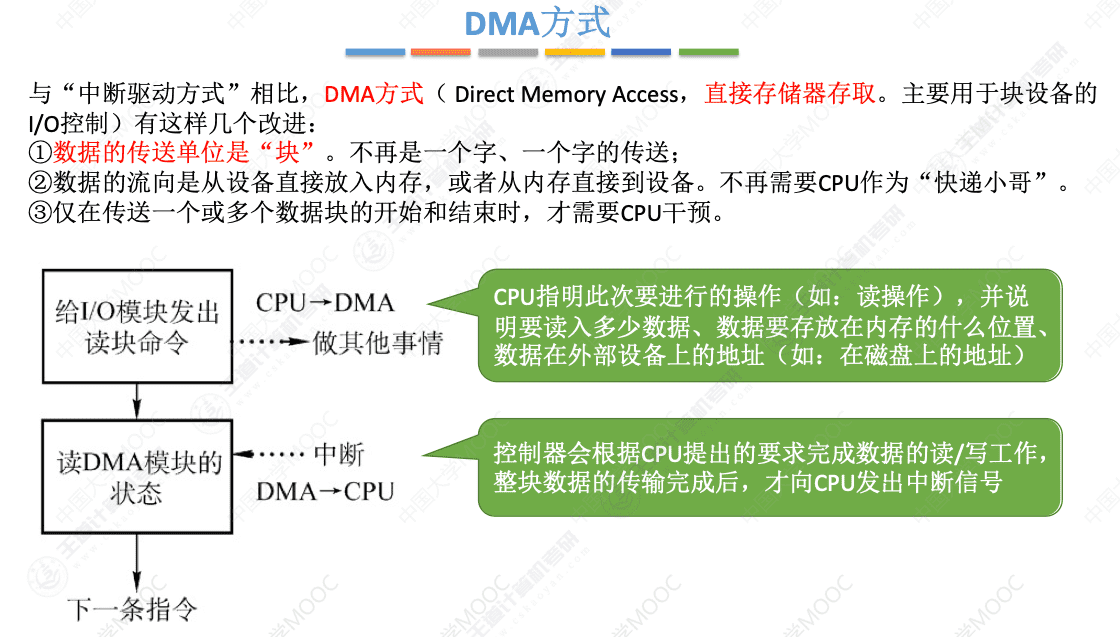 DMA方式
与“中断驱动方式”相比，DMA方式（ Direct Memory Access，直接存储器存取。主要用于块设备的
I/O控制）有这样几个改进：
①数据的传送单位是“块”。不再是一个字、一个字的传送；
②数据的流向是从设备直接放入内存，或者从内存直接到设备。不再需要CPU作为“快递小哥”。
③仅在传送一个或多个数据块的开始和结束时，才需要CPU干预。
给I/O模块发出
读块命令
CPU→DMA
做其他事情
CPU指明此次要进行的操作（如：读操作），并说
明要读入多少数据、数据要存放在内存的什么位置、
数据在外部设备上的地址（如：在磁盘上的地址）
读DMA模块的
状态
中断
DMA→CPU
控制器会根据CPU提出的要求完成数据的读/写工作，
整块数据的传输完成后，才向CPU发出中断信号
下一条指令